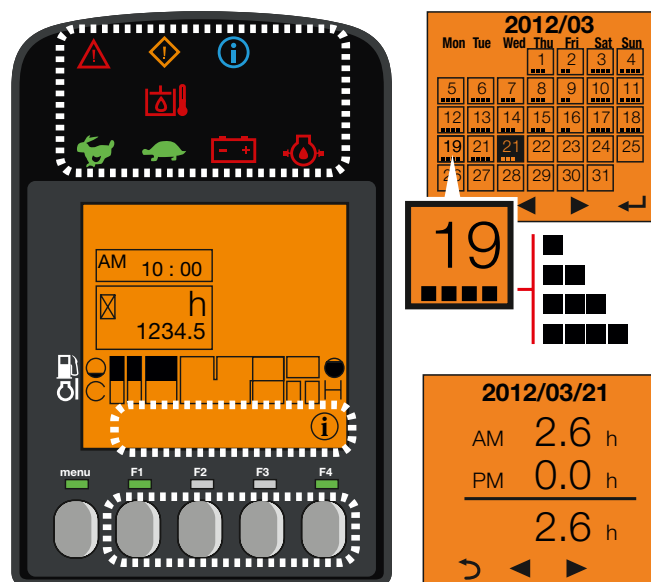 - +
AM 10 : 00
h
1234.5
C H
i
menu F1 F2 F3 F4
2012/03
Mon Tue Wed Thu Fri Sat Sun
1 2 3 4
5 6 7 8 9 10 11
12 13 14 15 16 17 18
19 21 21 22 23 24 25
26 27 28 29 30 31
19
2012/03/21
AM 2.6 h
PM 0.0 h
2.6 h